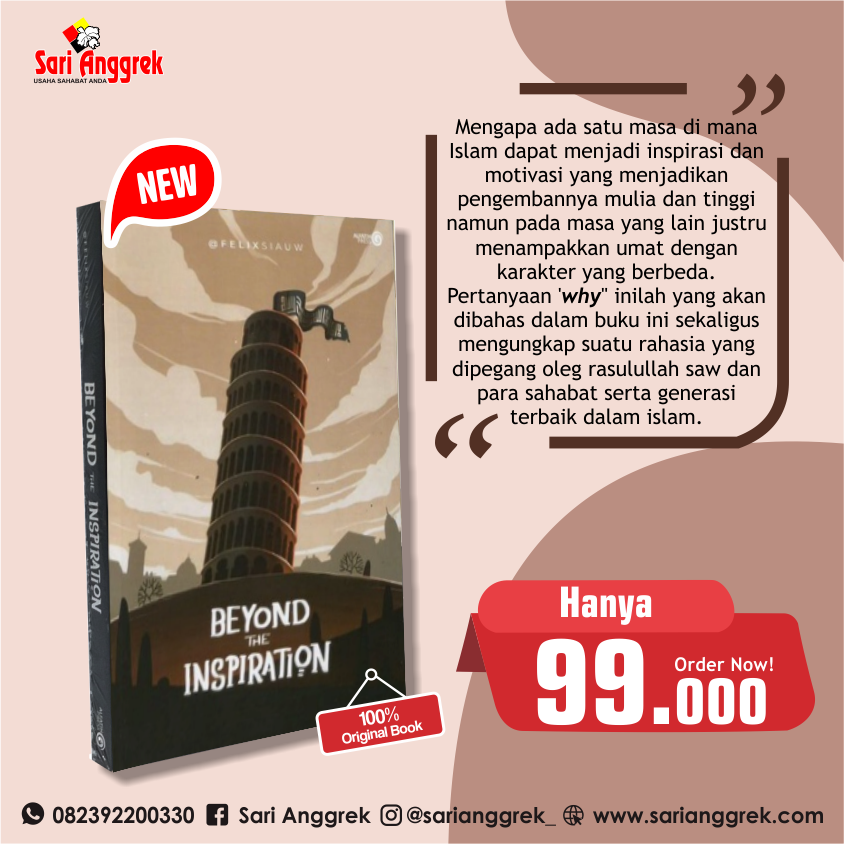 Sari Anggrek
USAHA SAHABAT ANDA
NEW
@FELIXSIAUW
BEYOND THE INSPIRATION
BEYOND
THE
INSPIRATION
100%
Original Book
Mengapa ada satu masa di mana
Islam dapat menjadi inspirasi dan
motivasi yang menjadikan
pengembannya mulia dan tinggi
namun pada masa yang lain justru
menampakkan umat dengan
karakter yang berbeda.
Pertanyaan 'why" inilah yang akan
dibahas dalam buku ini sekaligus
mengungkap suatu rahasia yang
dipegang oleg rasulullah saw dan
para sahabat serta generasi
terbaik dalam islam.
Hanya
99.000
Order Now!
082392200330 Sari Anggrek @sarianggrek_ www.sarianggrek.com